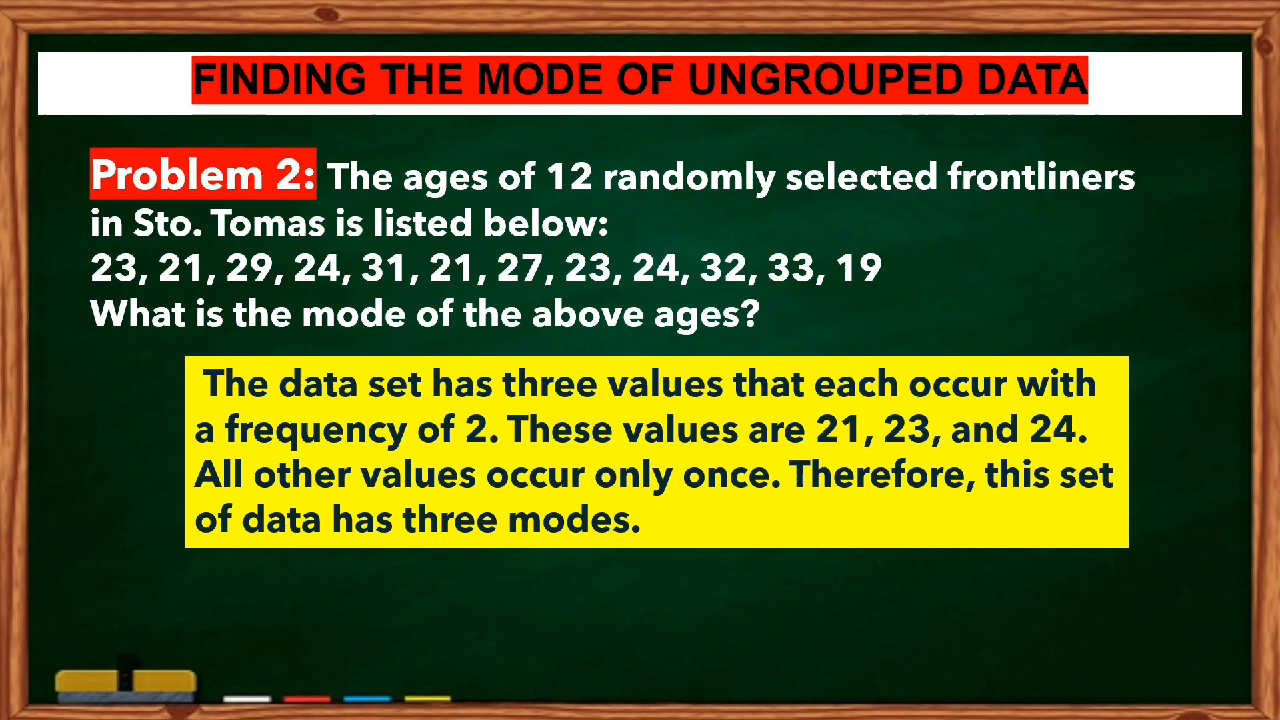 FINDING THE MODE OF UNGROUPED DATA
Problem 2: The ages of 12 randomly selected frontliners
in Sto. Tomas is listed below:
23, 21, 29, 24, 31, 21, 27, 23, 24, 32, 33, 19
What is the mode of the above ages?
The data set has three values that each occur with
a frequency of 2. These values are 21, 23, and 24.
All other values occur only once. Therefore, this set
of data has three modes.